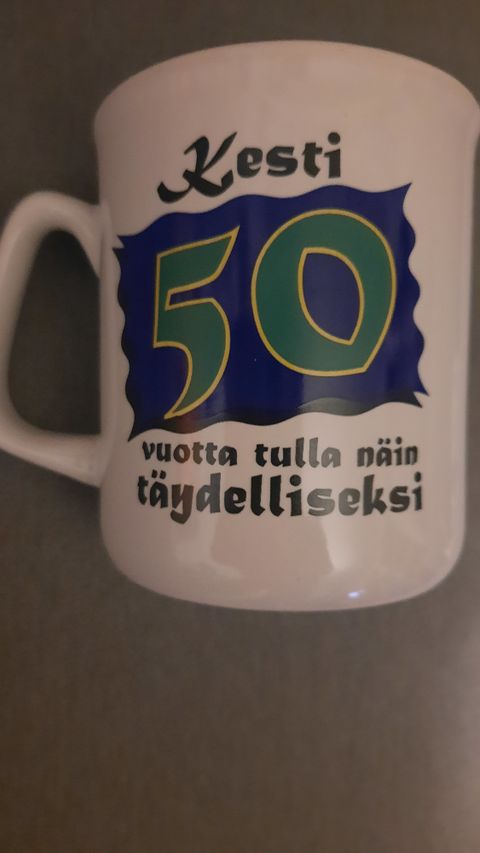 Kesti
50
vuotta tulla näin
täydelliseksi